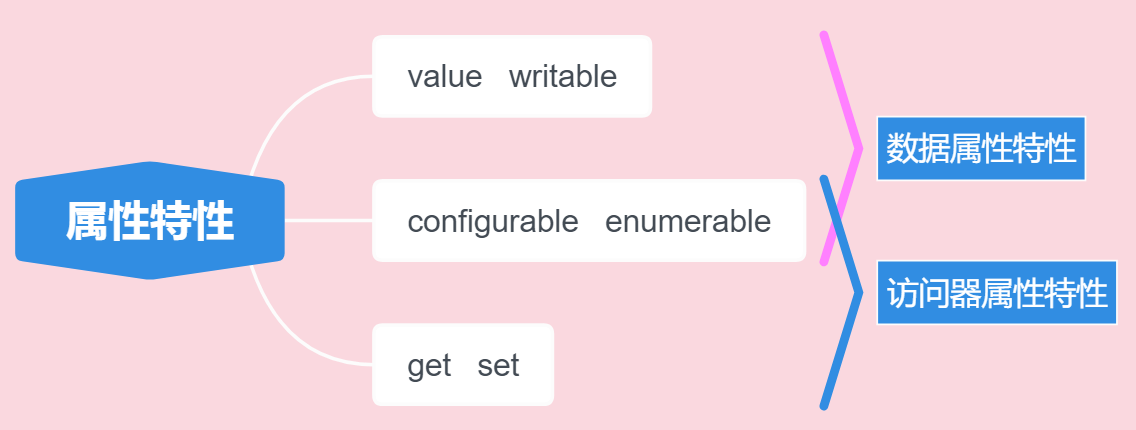 value writable
数据属性特性
属性特性
configurable enumerable
访问器属性特性
get set